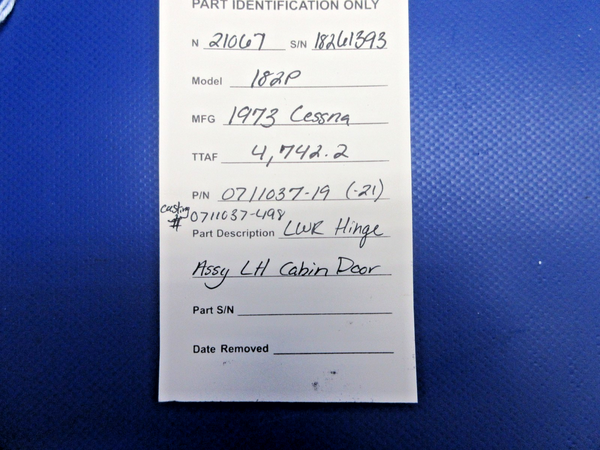 PART IDENTIFICATION ONLY
N 21067 S/N 18261393
Model 182P
MFG 1973 Cessna
TTAF 4,742.2
P/N 0711037-19 (-21)
casting # 0711037-498
Part Description LWR Hinge
Assy LH Cabin Door
Part S/N
Date Removed